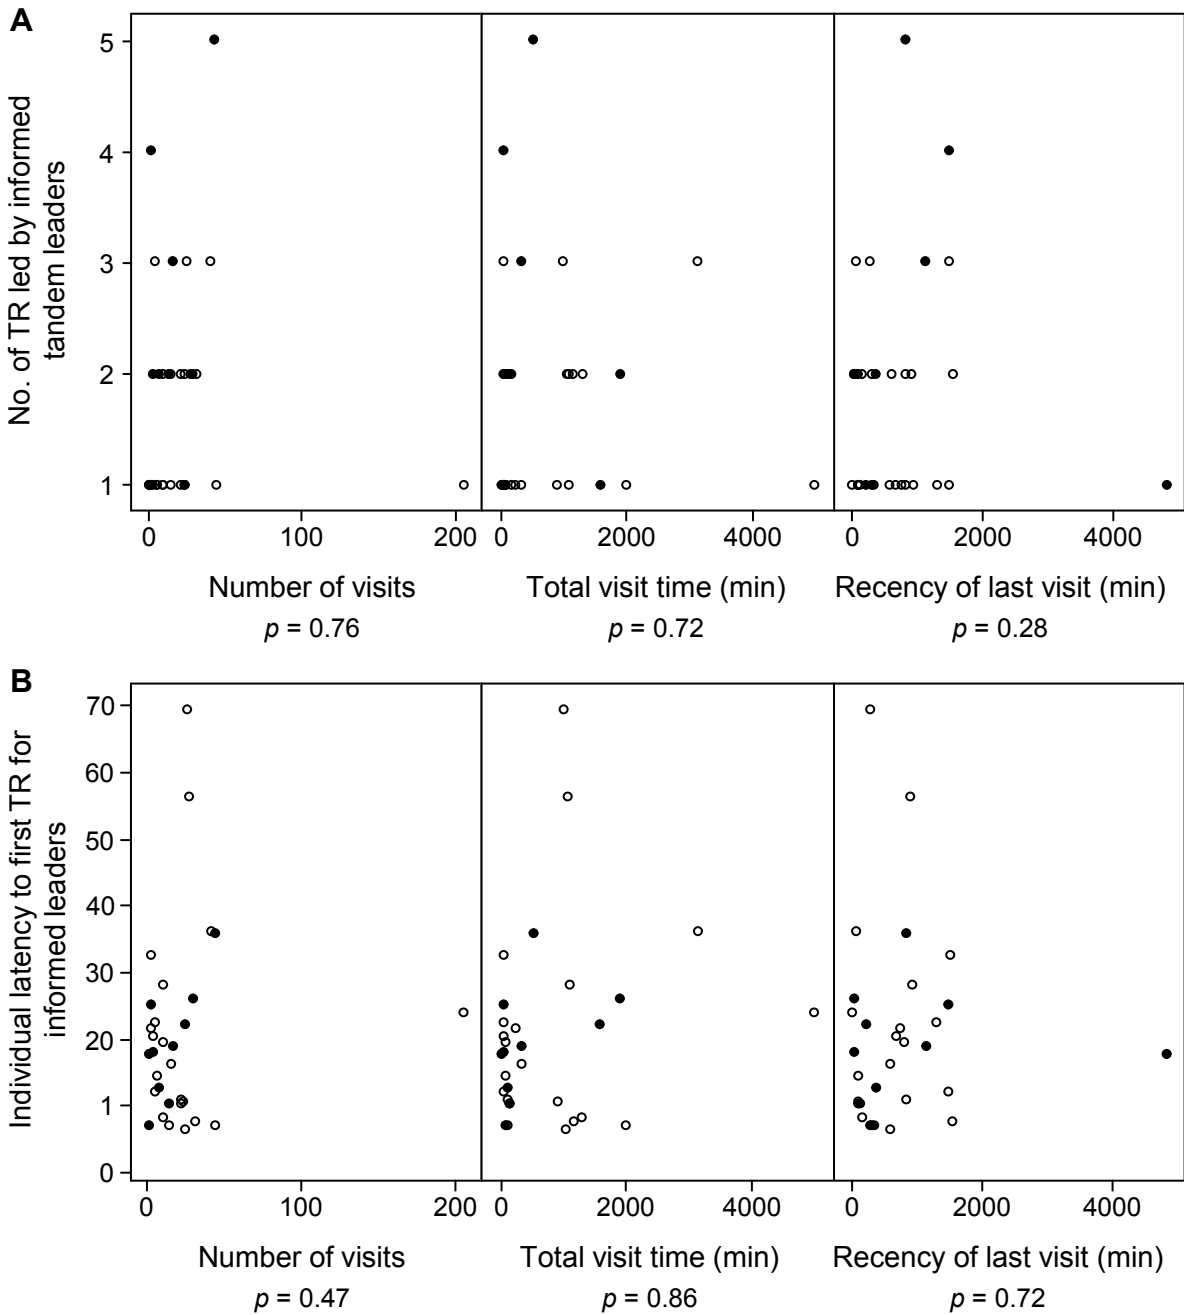 A
No. of TR led by informed
tandem leaders
5
4
3
2
1
0 100 200 0 2000 4000 0 2000 4000
Number of visits Total visit time (min) Recency of last visit (min)
p = 0.76 p = 0.72 p = 0.28
B
Individual latency to first TR for
informed leaders
70
60
50
40
30
20
1
0
0 100 200 0 2000 4000 0 2000 4000
Number of visits Total visit time (min) Recency of last visit (min)
p = 0.47 p = 0.86 p = 0.72